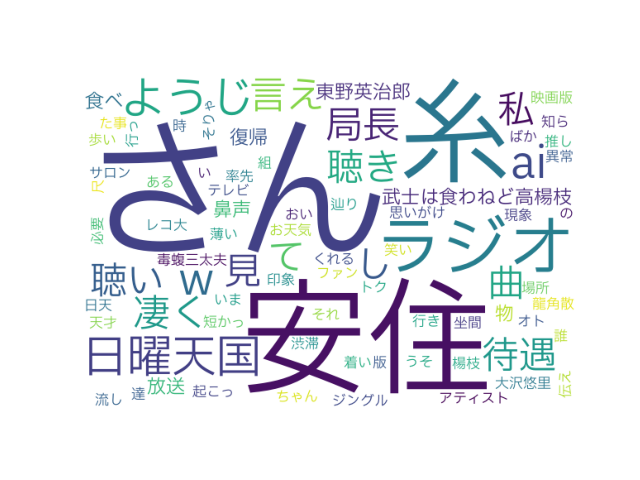 食べ
ようじ
言え
東野英治郎
私
映画版
た事
行っ
そりゃ
時
復帰
局長
知ら
歩い
さん
聴き
糸
ai
ばか
推し
サロン
い
率先
組
異常
尺
ある
テレビ
辿り
武士は食わねど高楊枝
鼻声
おい
思いがけ
現象
の
必要
レコ大
薄い
お天気
笑い
ラジオ
毒蝮三太夫
て
くれる
し
聴い
w
見
印象
ファン
トク
曲
場所
日天
凄く
いま
安住
物
龍角散
天才
短かっ
それ
行き
坐間
オト
日曜天国
渋滞
着い
版
うそ
楊枝
待遇
誰
放送
起こっ
大沢悠里
伝え
流し
達
ちゃん
ジングル
アティスト